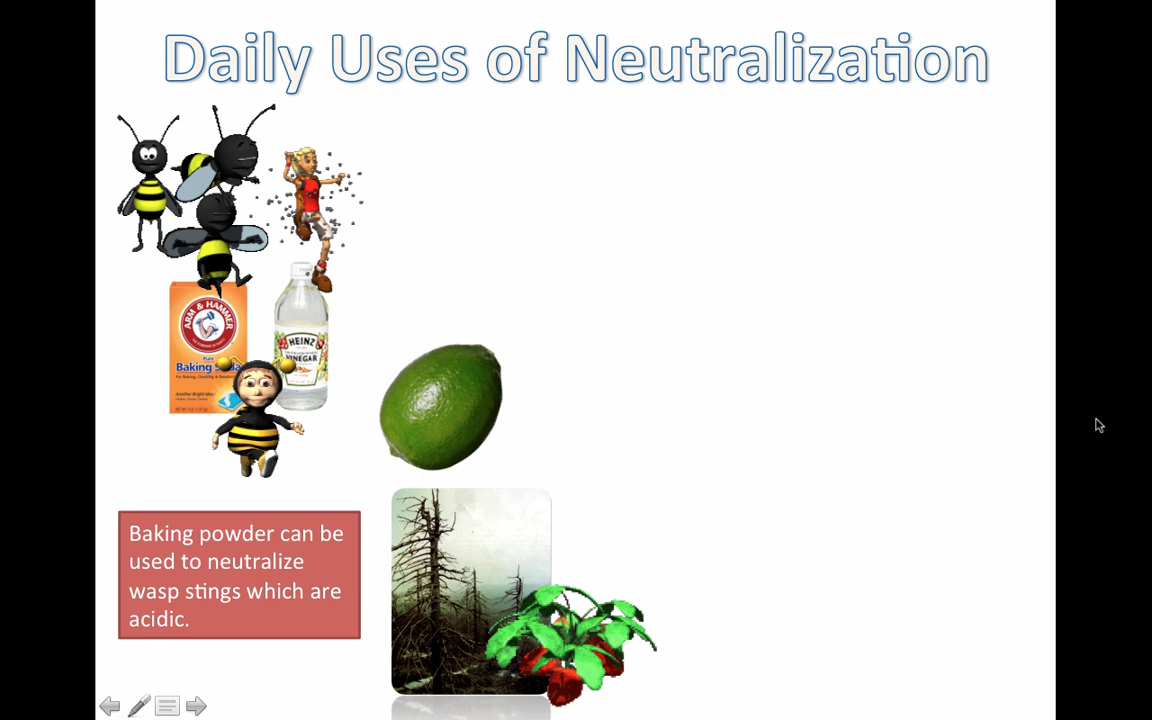 Daily Uses of Neutralization
ARM & HAMMER
Pure
Baking Soda
HEINZ
VINEGAR
Baking powder can be
used to neutralize
wasp stings which are
acidic.